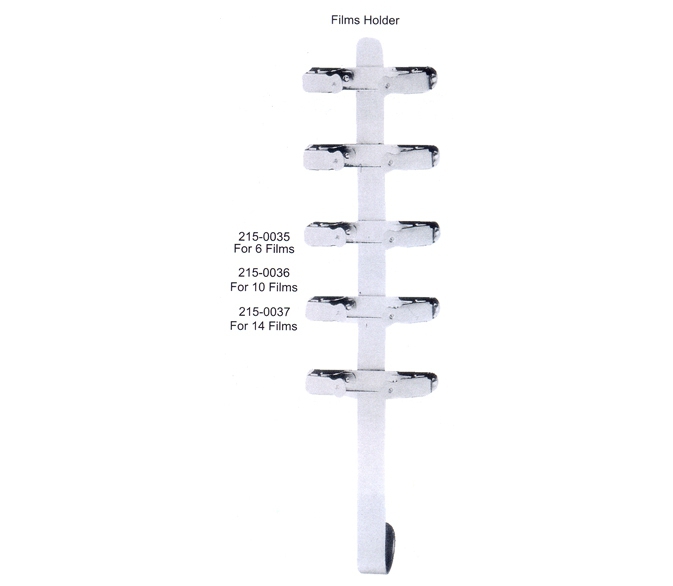 Films Holder
215-0035
For 6 Films
215-0036
For 10 Films
215-0037
For 14 Films